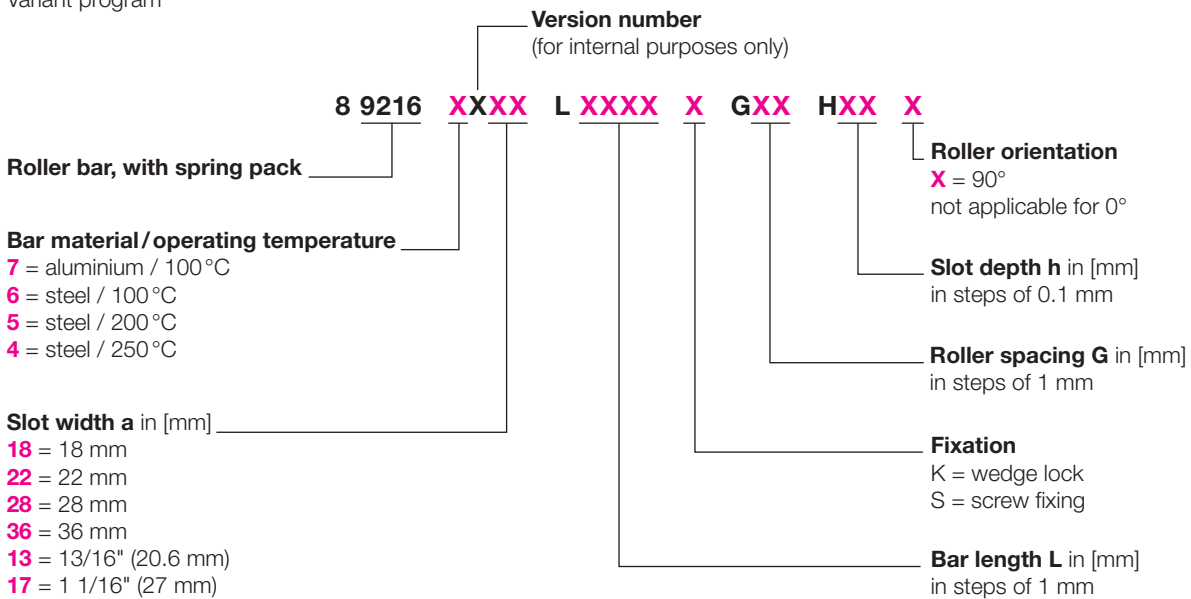 Variant program
Version number
(for internal purposes only)
8 9216 XXXX L XXXX X GXX HXX X
Roller bar, with spring pack
Bar material / operating temperature
7 = aluminium / 100 °C
6 = steel / 100 °C
5 = steel / 200 °C
4 = steel / 250 °C
Slot width a in [mm]
18 = 18 mm
22 = 22 mm
28 = 28 mm
36 = 36 mm
13 = 13/16" (20.6 mm)
17 = 1 1/16" (27 mm)
Roller orientation
X = 90°
not applicable for 0°
Slot depth h in [mm]
in steps of 0.1 mm
Roller spacing G in [mm]
in steps of 1 mm
Fixation
K = wedge lock
S = screw fixing
Bar length L in [mm]
in steps of 1 mm